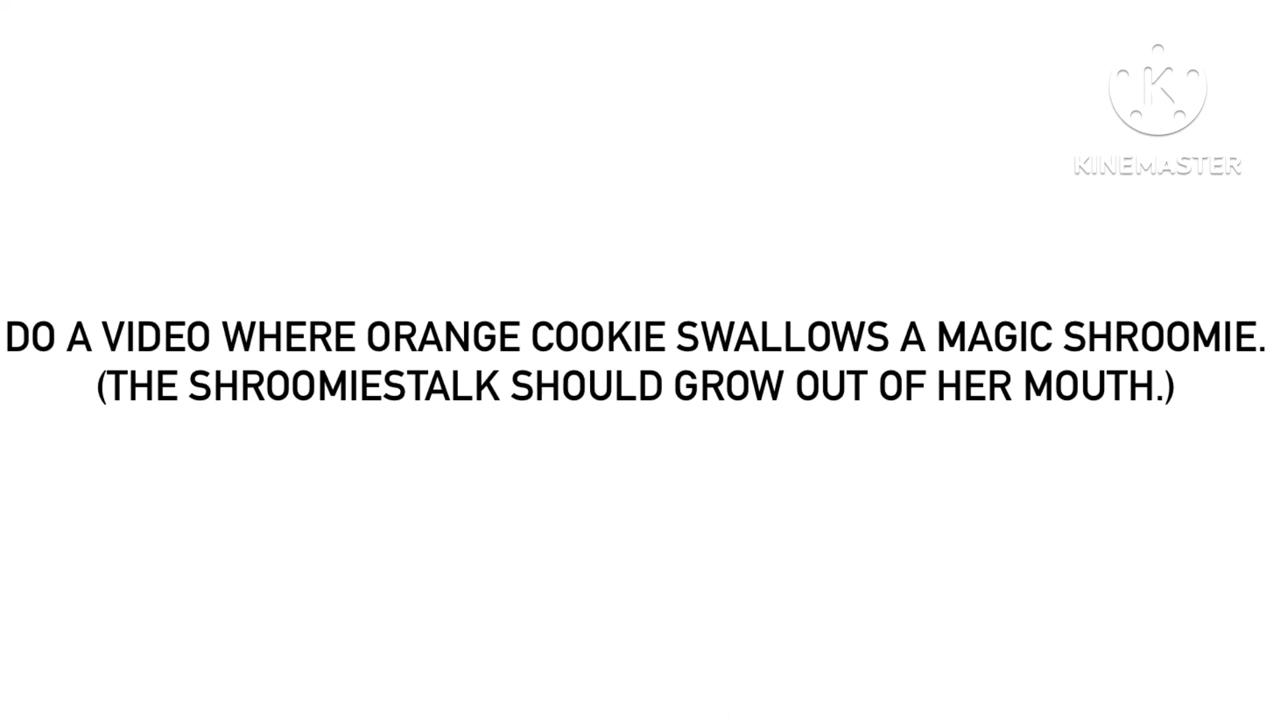 KINEMASTER
DO A VIDEO WHERE ORANGE COOKIE SWALLOWS A MAGIC SHROOMIE.
(THE SHROOMIESTALK SHOULD GROW OUT OF HER MOUTH.)